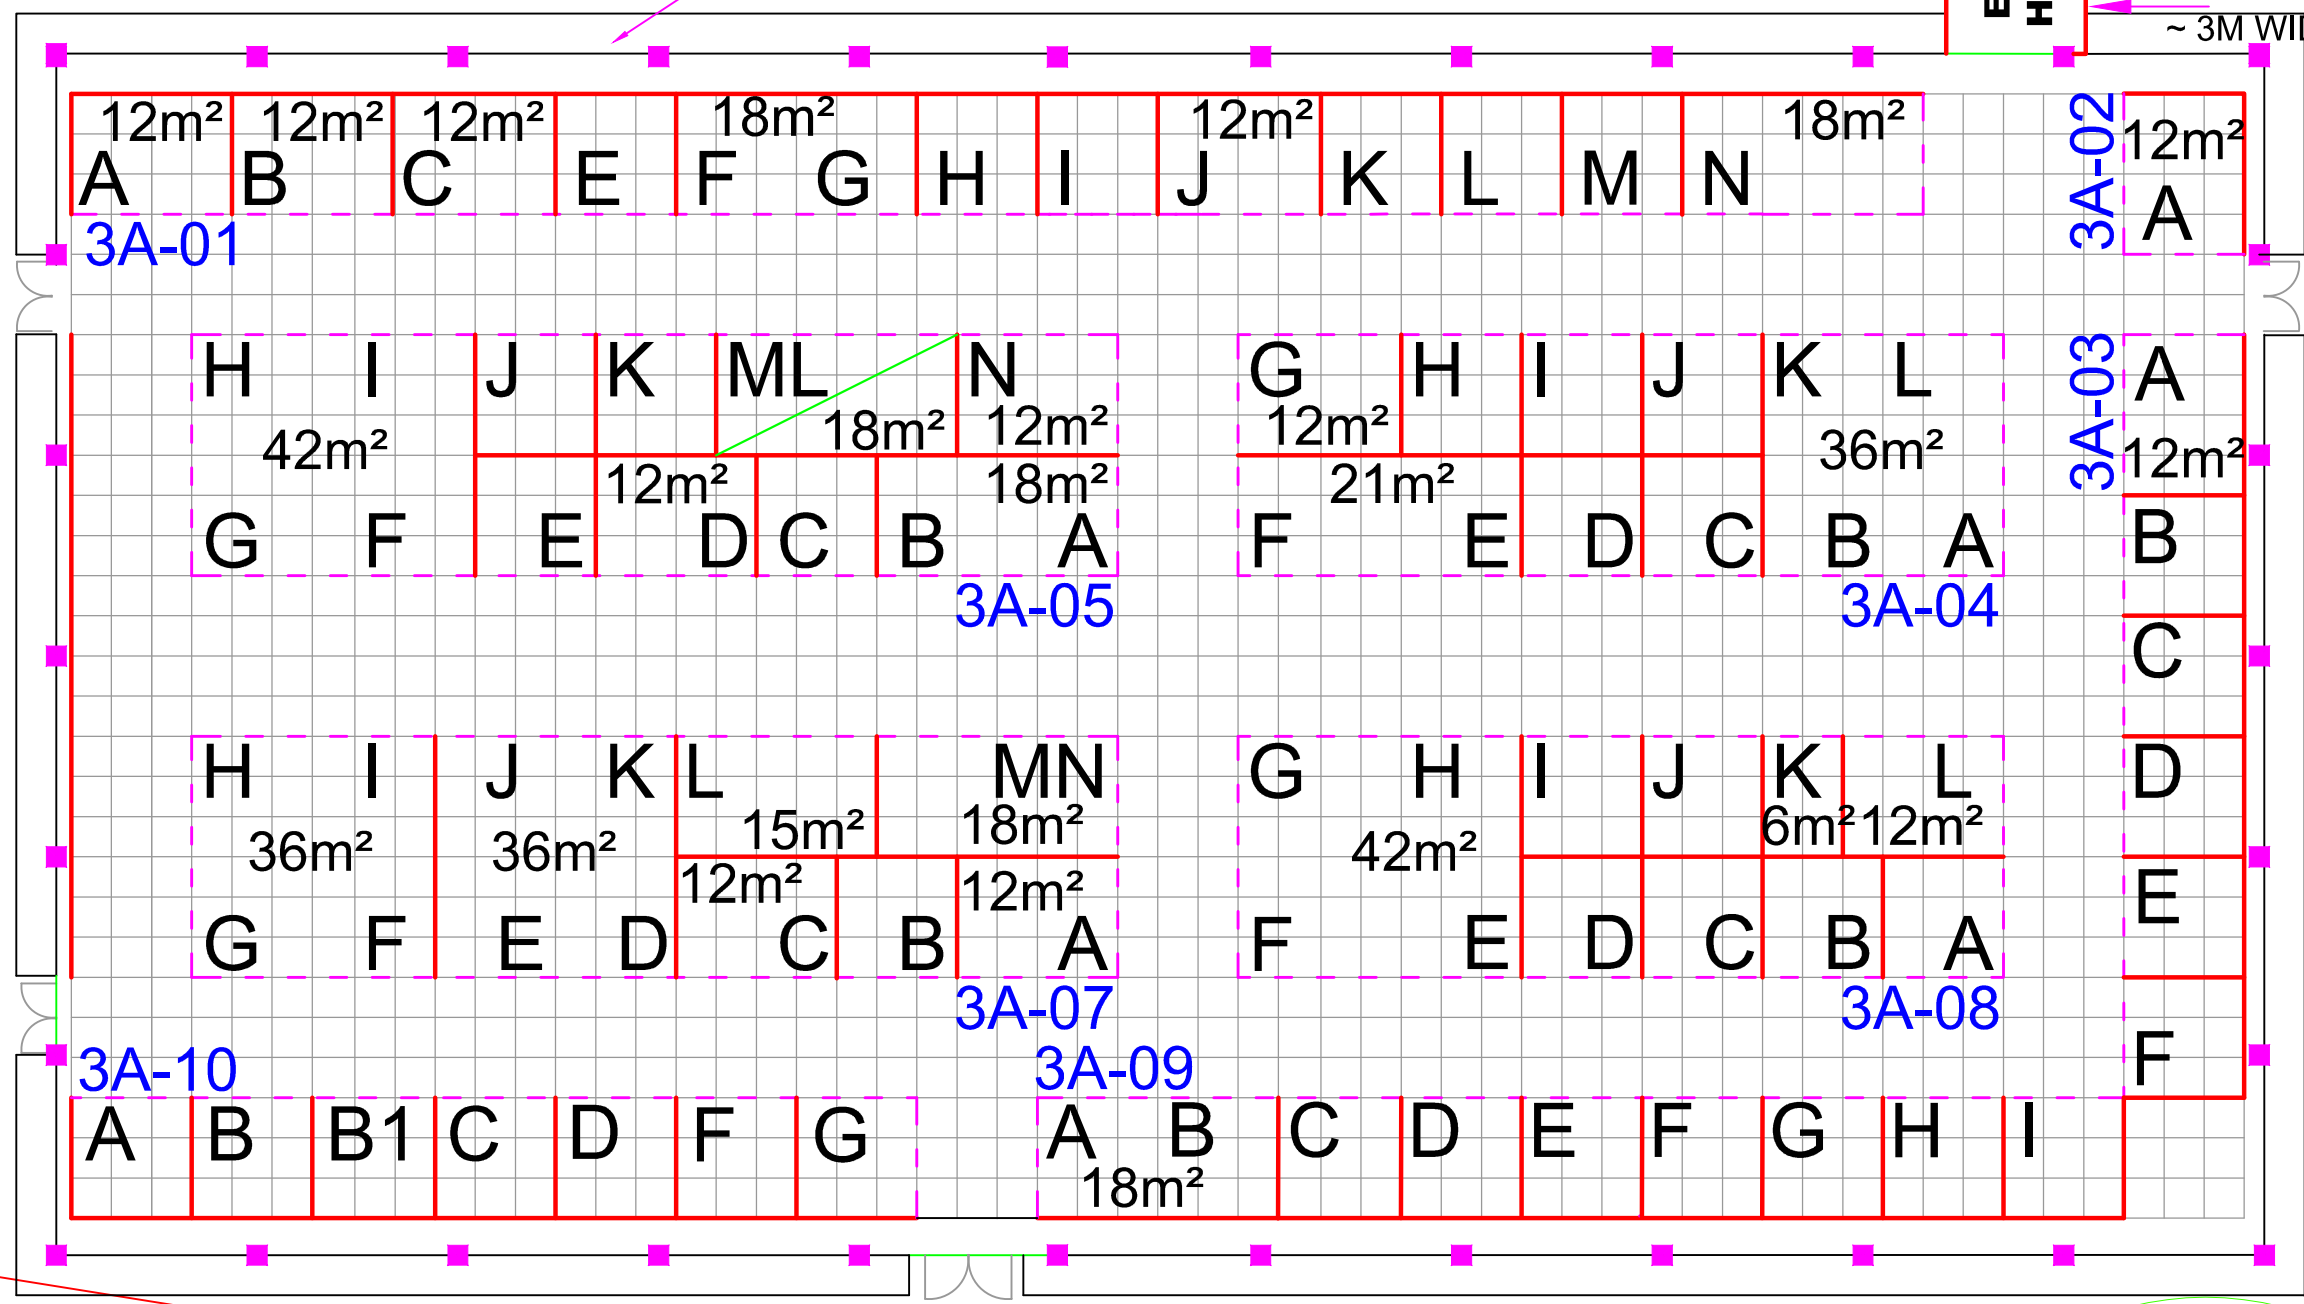 E
H
~ 3M WID
12m² 12m² 12m² 18m² 12m² 18m²
A B C E F G H I J K L M N
3A-01
3A-02
12m²
A
H I J K ML N
42m² 18m² 12m²
12m² 18m²
G F E D C B A
3A-05
G H I J K L
12m² 36m²
21m²
F E D C B A
3A-04
3A-03
A
12m²
B
C
D
E
F
H I J K L MN
36m² 36m² 15m² 18m²
12m² 12m²
G F E D C B A
3A-07
G H I J K L
42m² 6m² 12m²
F E D C B A
3A-08
3A-10
A B B1 C D F G
3A-09
A B C D E F G H I
18m²